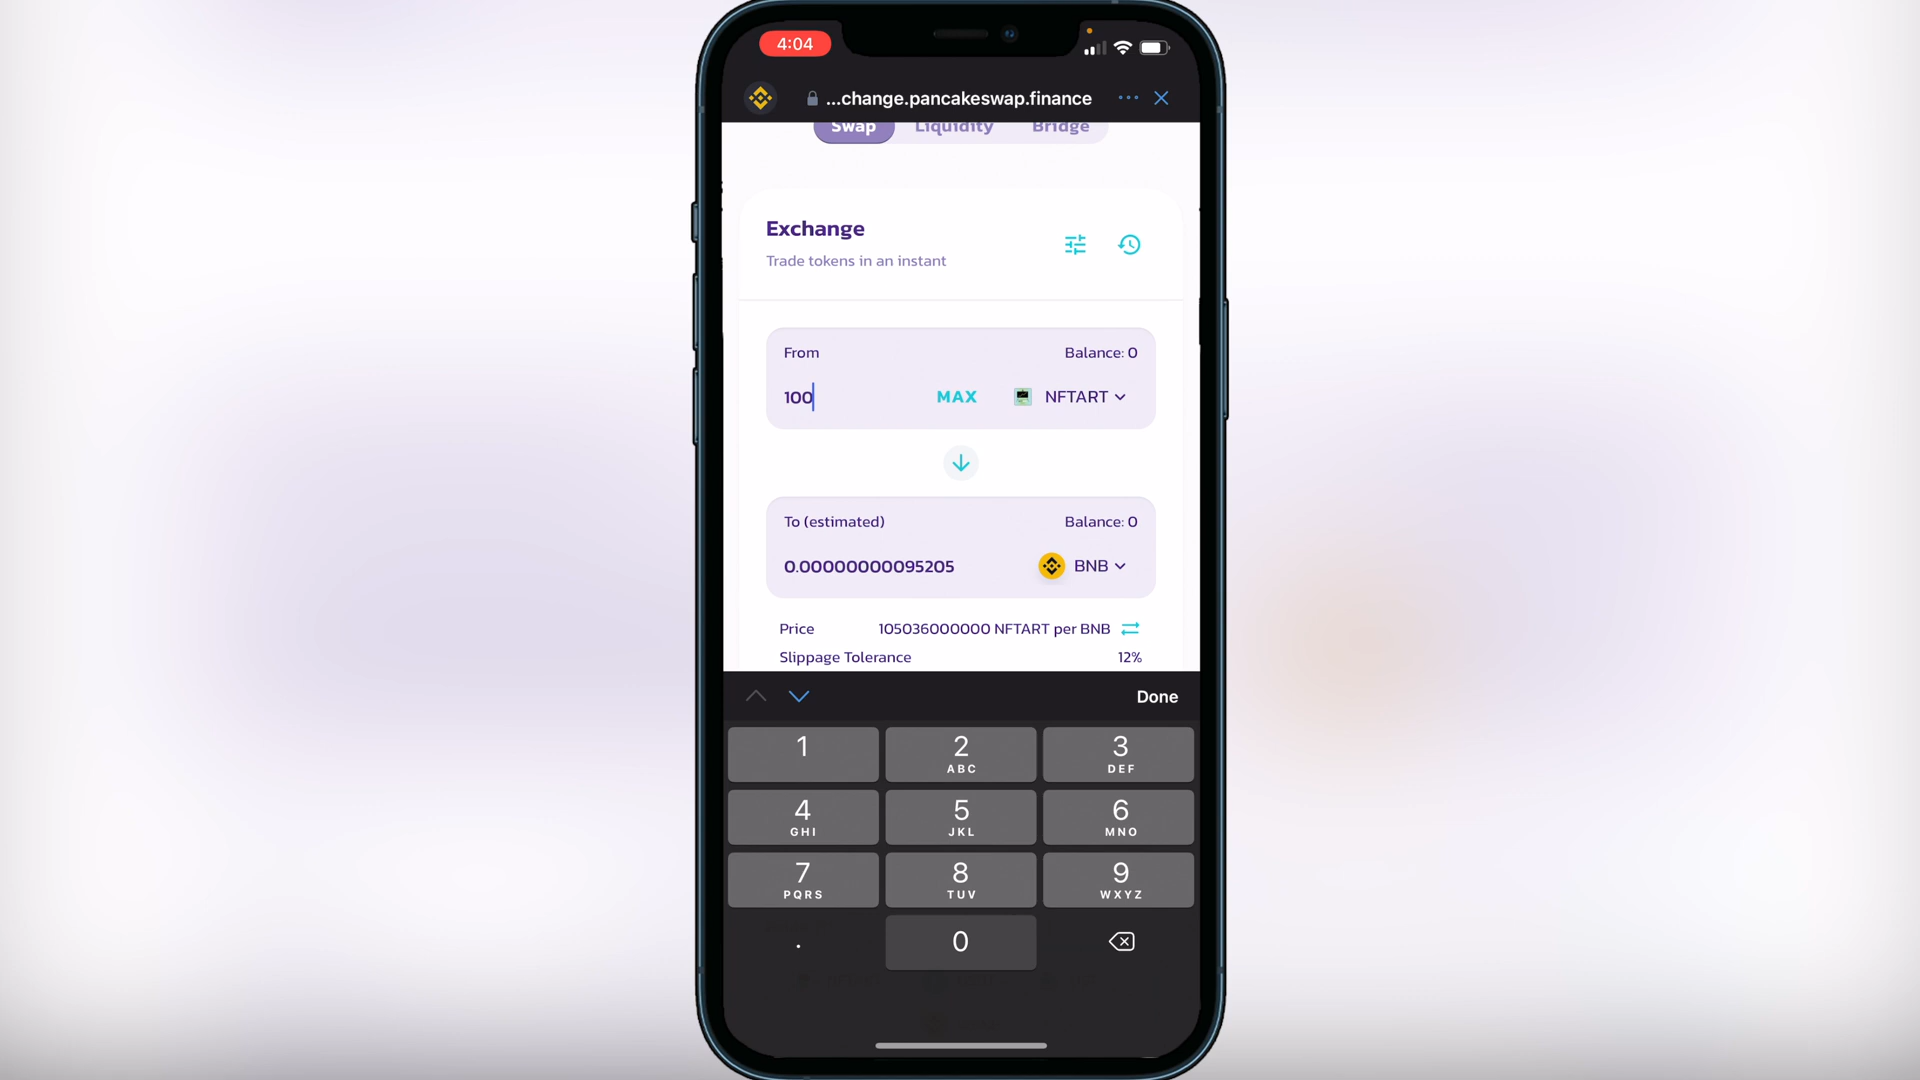 4:04
...change.pancakeswap.finance
Swap Liquidity Bridge
Exchange
Trade tokens in an instant
From Balance: 0
100 MAX NFTART
To (estimated) Balance: 0
0.00000000095205 BNB
Price 105036000000 NFTART per BNB
Slippage Tolerance 12%
Done
1 2 3
ABC DEF
4 5 6
GHI JKL MNO
7 8 9
PQRS TUV WXYZ
. 0